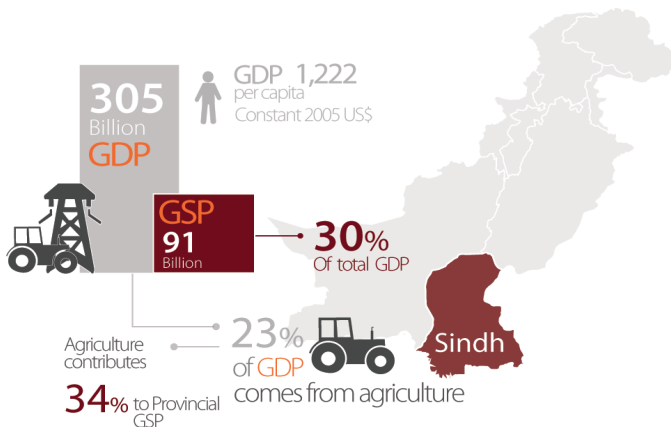 305
Billion
GDP
GDP 1,222
per capita
Constant 2005 US$
GSP
91
Billion
30%
Of total GDP
Sindh
23%
of GDP
comes from agriculture
Agriculture
contributes
34% to Provincial
GSP